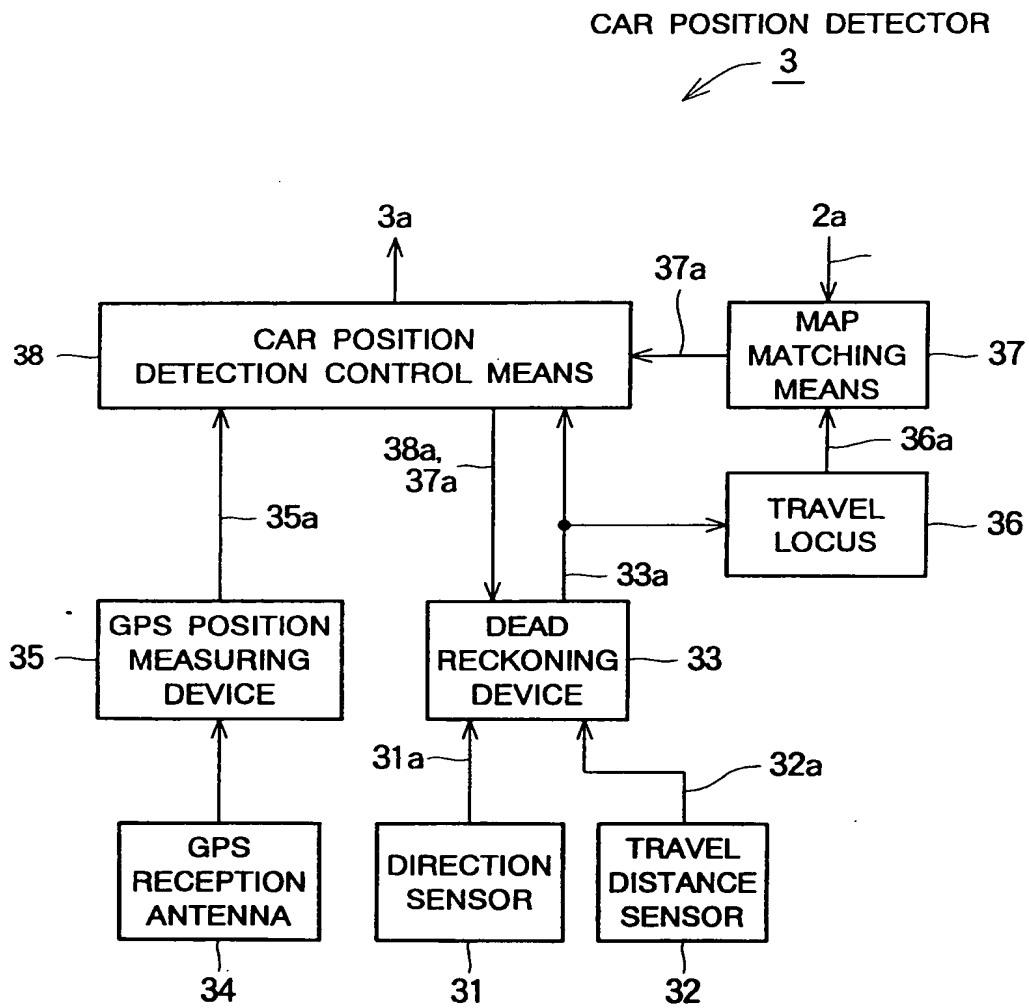 CAR POSITION DETECTOR
3
3a
2a
37a
38
CAR POSITION
DETECTION CONTROL MEANS
MAP
MATCHING
MEANS
37
38a,
37a
36a
35a
TRAVEL
LOCUS
36
33a
35
GPS POSITION
MEASURING
DEVICE
DEAD
RECKONING
DEVICE
33
31a
32a
GPS
RECEPTION
ANTENNA
DIRECTION
SENSOR
TRAVEL
DISTANCE
SENSOR
34
31
32